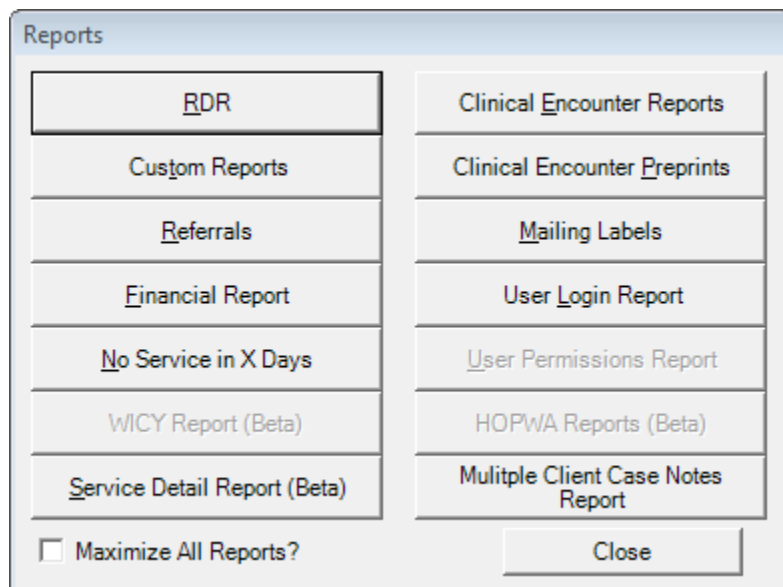 Reports
RDR
Clinical Encounter Reports
Custom Reports
Clinical Encounter Preprints
Referrals
Mailing Labels
Financial Report
User Login Report
No Service in X Days
User Permissions Report
WICY Report (Beta)
HOPWA Reports (Beta)
Service Detail Report (Beta)
Mulitple Client Case Notes
Report
Maximize All Reports?
Close